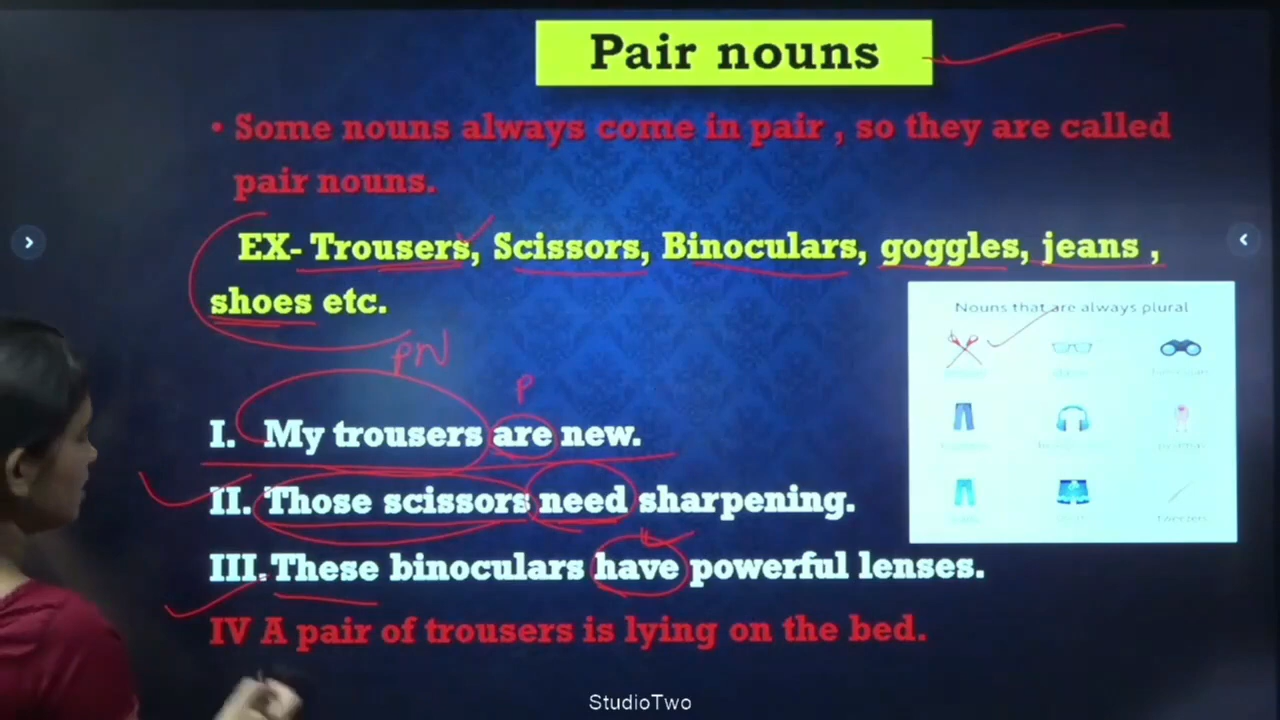 Pair nouns
• Some nouns always come in pair , so they are called
pair nouns.
EX- Trousers, Scissors, Binoculars, goggles, jeans ,
shoes etc.
Nouns that are always plural
tweezers
PN
P
I. My trousers are new.
II. Those scissors need sharpening.
III. These binoculars have powerful lenses.
IV A pair of trousers is lying on the bed.
StudioTwo